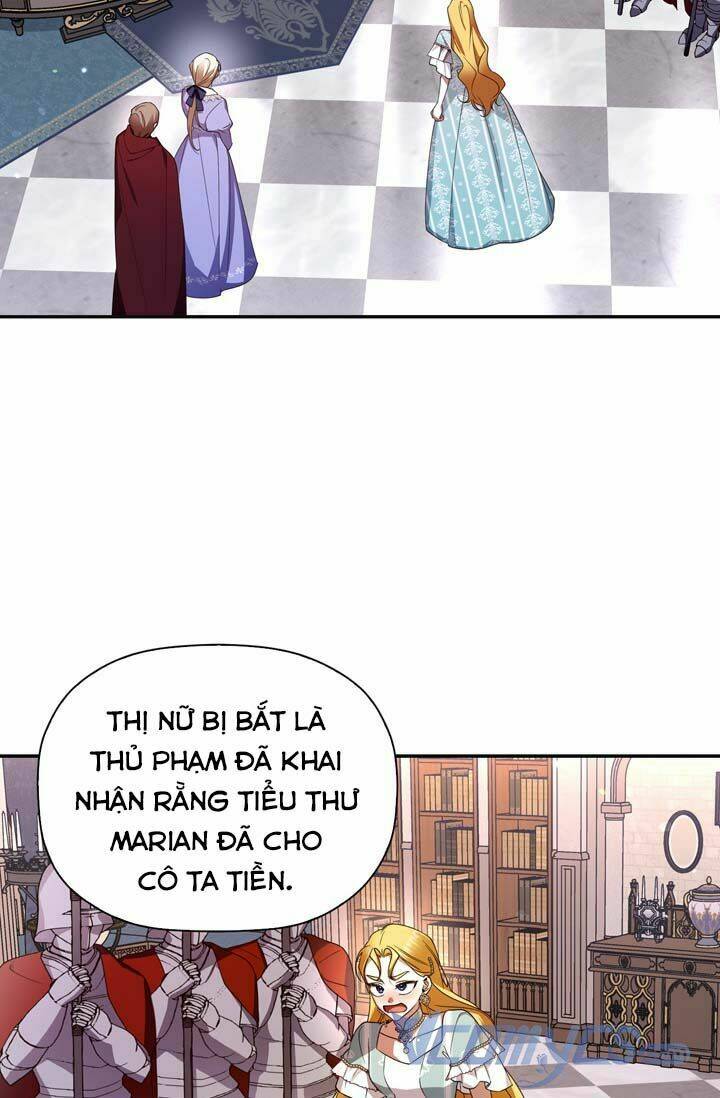 THỊ NỮ BỊ BẮT LÀ
THỦ PHẠM ĐÃ KHAI
NHẬN RẰNG TIỂU THƯ
MARIAN ĐÃ CHO
CÔ TA TIỀN.